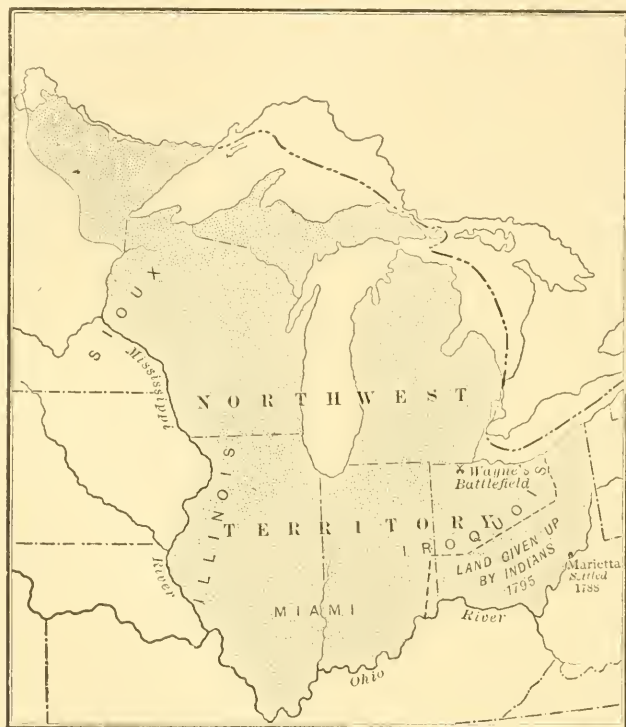 SIOUX
Mississippi
River
NORTHWEST
TERRITORY
ILLINOIS
MIAMI
IROQUOIS
Wayne's
Battlefield
LAND GIVEN UP
BY INDIANS
1795
Marietta
Settled
1788
Ohio
River